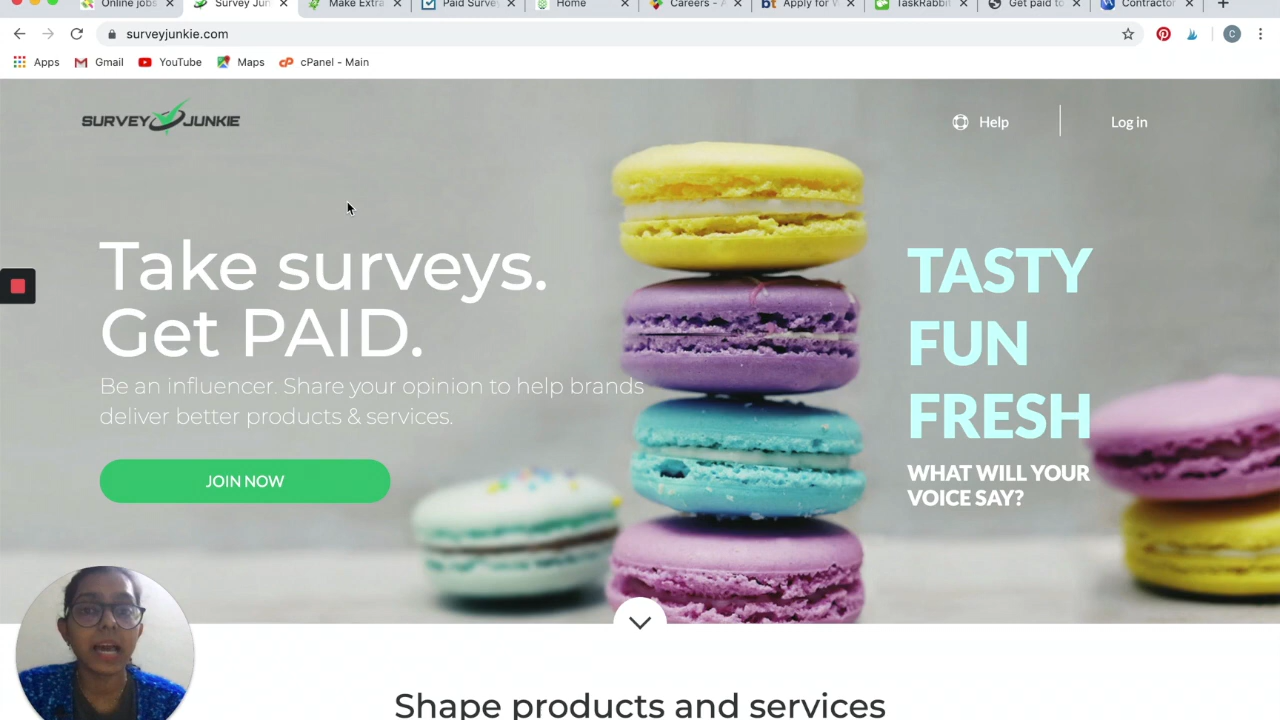 Online jobs
Survey Jun
Make Extra
Paid Surve
Home
Careers - A
Apply for W
TaskRabbit
Get paid to
Contractor
surveyjunkie.com
C
Apps
Gmail
YouTube
Maps
cPanel - Main
SURVEY JUNKIE
Help
Log in
Take surveys.
Get PAID.
Be an influencer. Share your opinion to help brands
deliver better products & services.
JOIN NOW
TASTY
FUN
FRESH
WHAT WILL YOUR
VOICE SAY?
Shape products and services